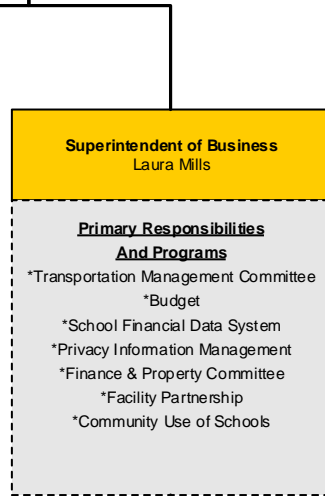 Superintendent of Business
Laura Mills
Primary Responsibilities
And Programs
*Transportation Management Committee
*Budget
*School Financial Data System
*Privacy Information Management
*Finance & Property Committee
*Facility Partnership
*Community Use of Schools